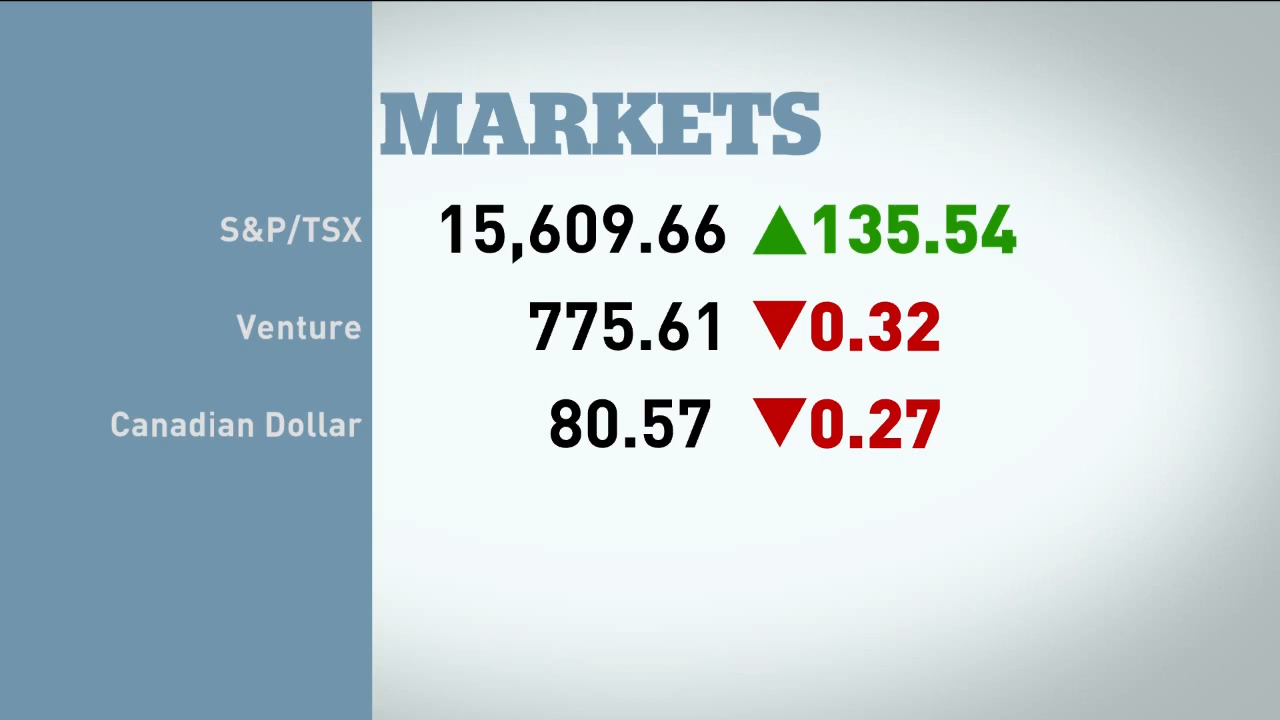 MARKETS
S&P/TSX 15,609.66 ▲135.54
Venture 775.61 ▼0.32
Canadian Dollar 80.57 ▼0.27